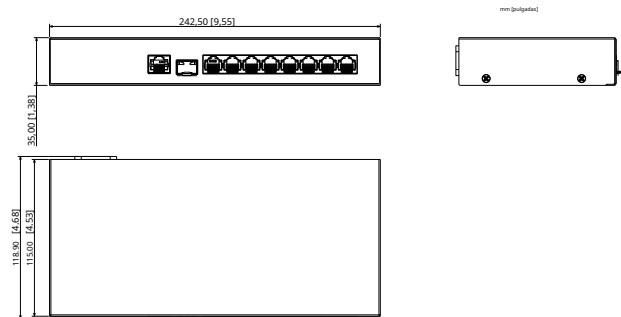 mm [pulgadas]
242,50 [9,55]
35.00 [1,38]
118.90 [4.68]
115.00 [4.53]